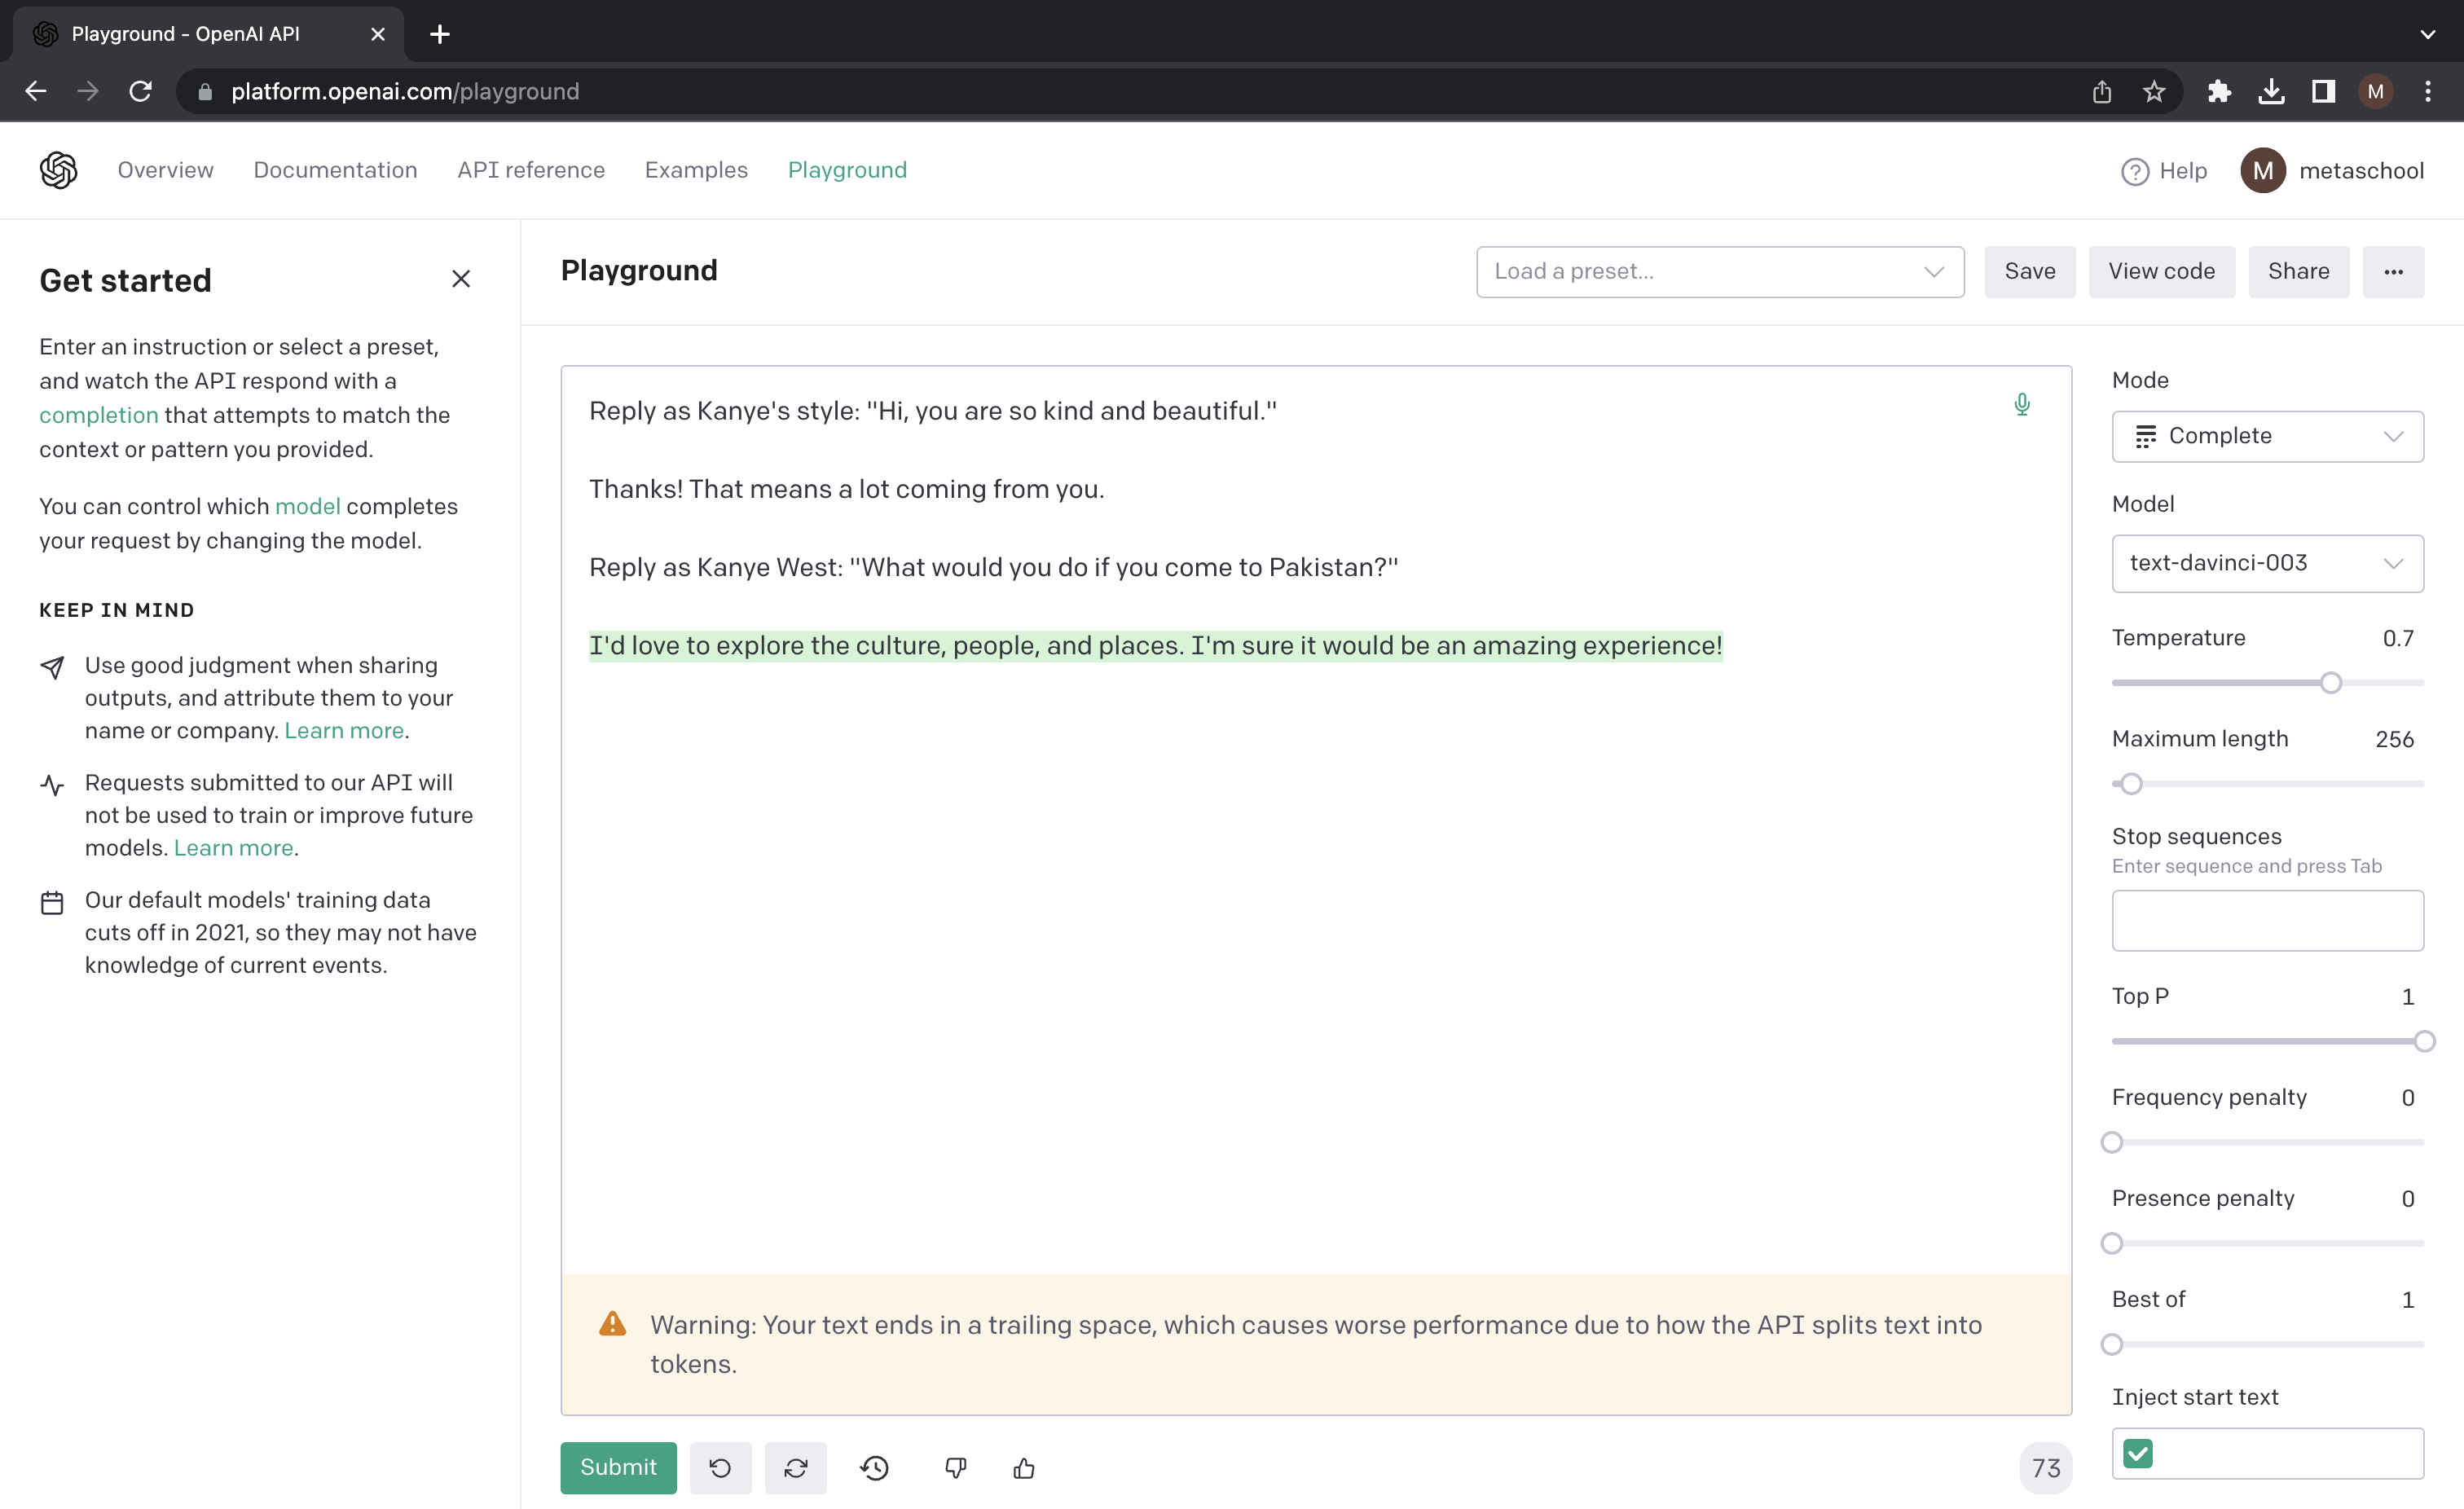 Playground - OpenAI API
platform.openai.com/playground
M
Overview Documentation API reference Examples Playground
Help M metaschool
Get started
Enter an instruction or select a preset,
and watch the API respond with a
completion that attempts to match the
context or pattern you provided.
You can control which model completes
your request by changing the model.
KEEP IN MIND
Use good judgment when sharing
outputs, and attribute them to your
name or company. Learn more.
Requests submitted to our API will
not be used to train or improve future
models. Learn more.
Our default models' training data
cuts off in 2021, so they may not have
knowledge of current events.
Playground
Load a preset...
Save View code Share
Reply as Kanye's style: "Hi, you are so kind and beautiful."
Thanks! That means a lot coming from you.
Reply as Kanye West: "What would you do if you come to Pakistan?"
I'd love to explore the culture, people, and places. I'm sure it would be an amazing experience!
Warning: Your text ends in a trailing space, which causes worse performance due to how the API splits text into
tokens.
Submit
73
Mode
Complete
Model
text-davinci-003
Temperature 0.7
Maximum length 256
Stop sequences
Enter sequence and press Tab
Top P 1
Frequency penalty 0
Presence penalty 0
Best of 1
Inject start text